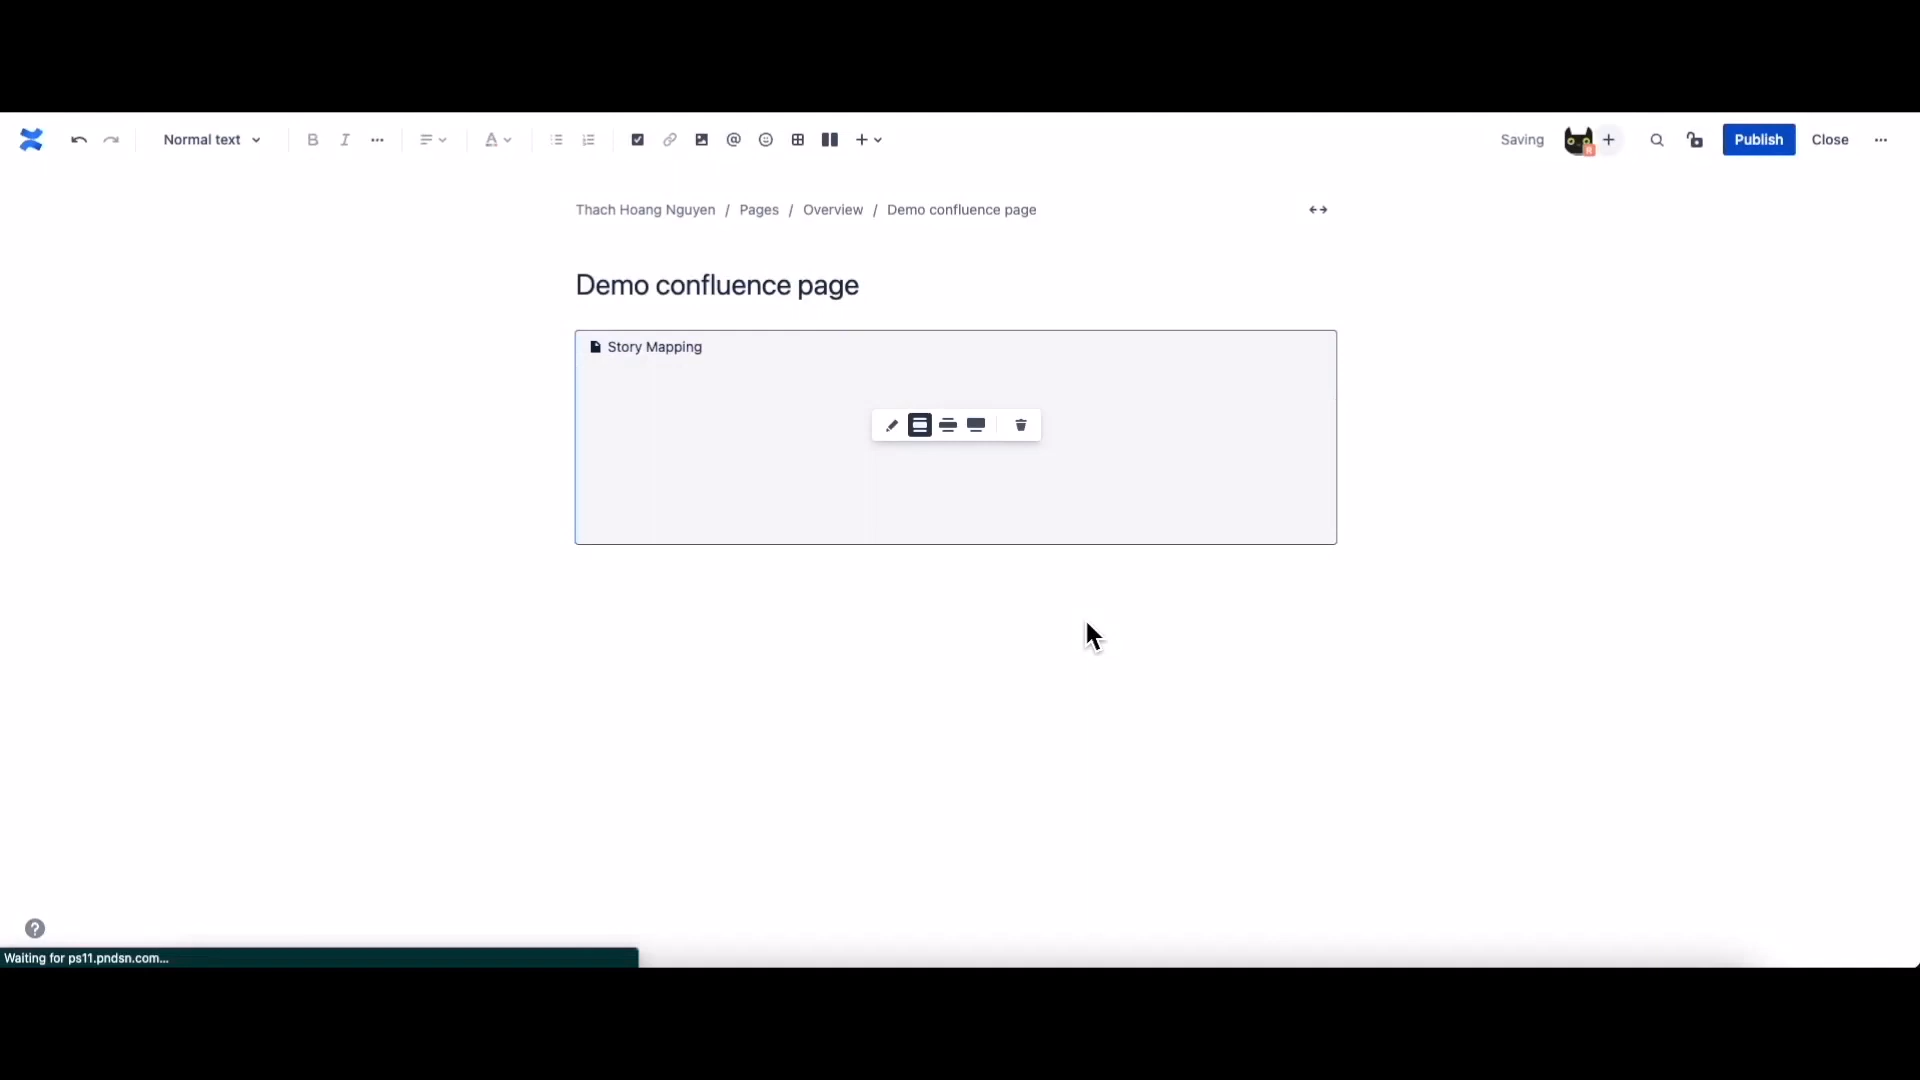 Normal text
B
I
A
@
Saving
Publish
Close
Thach Hoang Nguyen / Pages / Overview / Demo confluence page
Demo confluence page
Story Mapping
?
Waiting for ps11.pndsn.com...